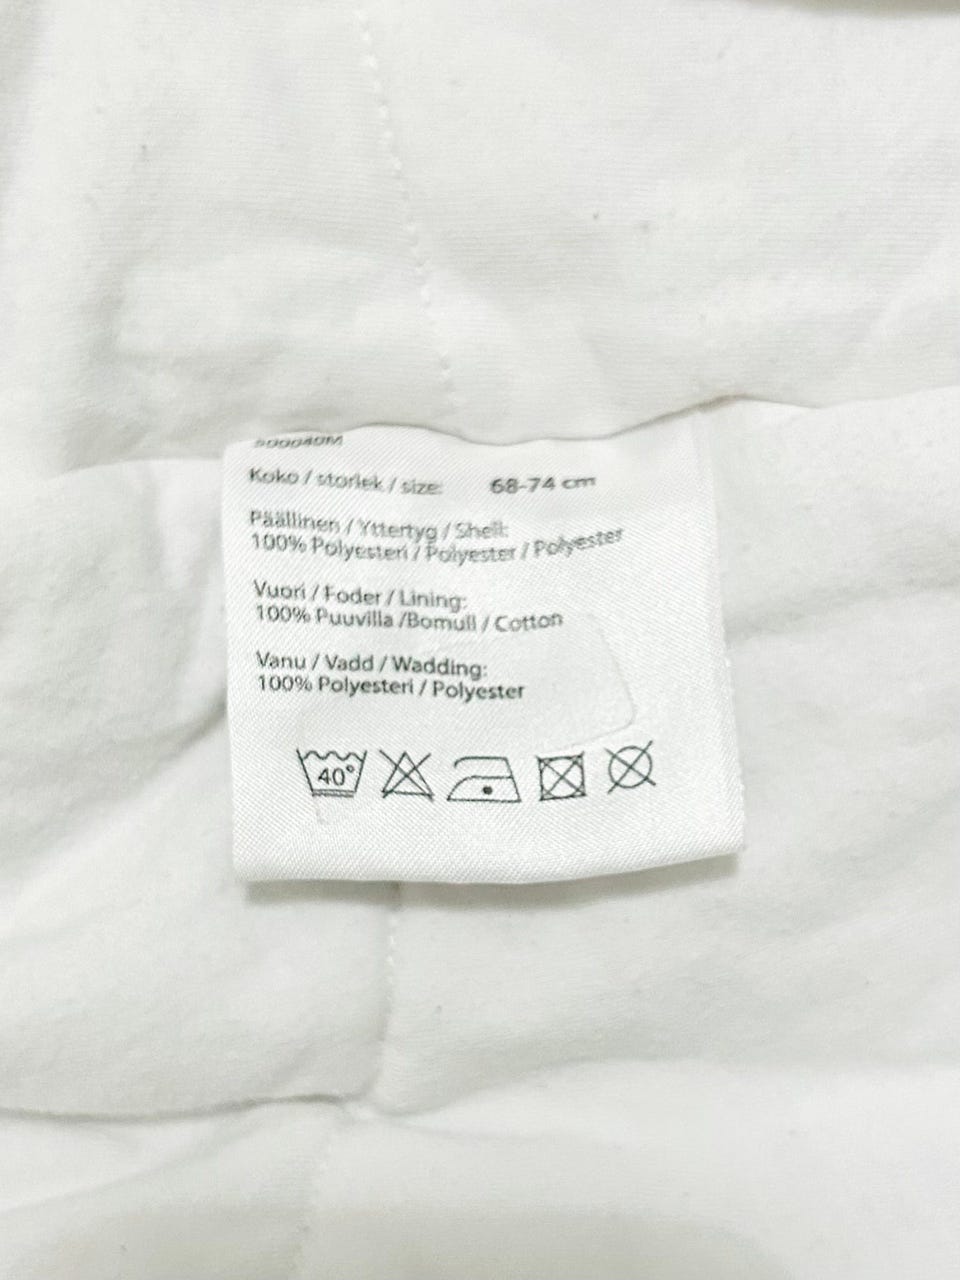 Koko / storlek / size: 68-74 cm
Päällinen / Yttertyg / Shell:
100% Polyesteri / Polyester / Polyester
Vuori / Foder / Lining:
100% Puuvilla /Bomull / Cotton
Vanu / Vadd / Wadding:
100% Polyesteri / Polyester
40°